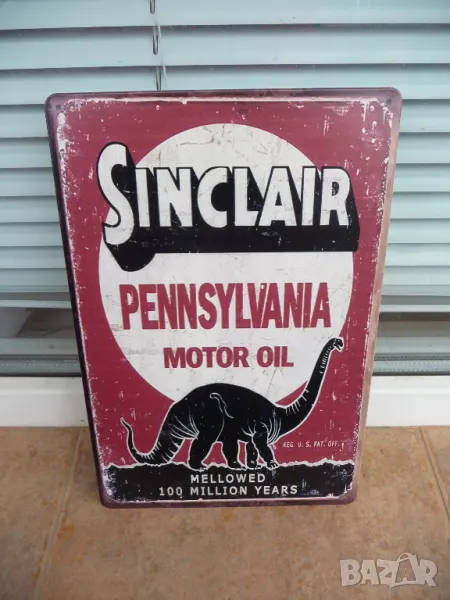 SINCLAIR
PENNSYLVANIA
MOTOR OIL
REG. U. S. PAT. OFF.
MELLOWED
100 MILLION YEARS
BAZAR